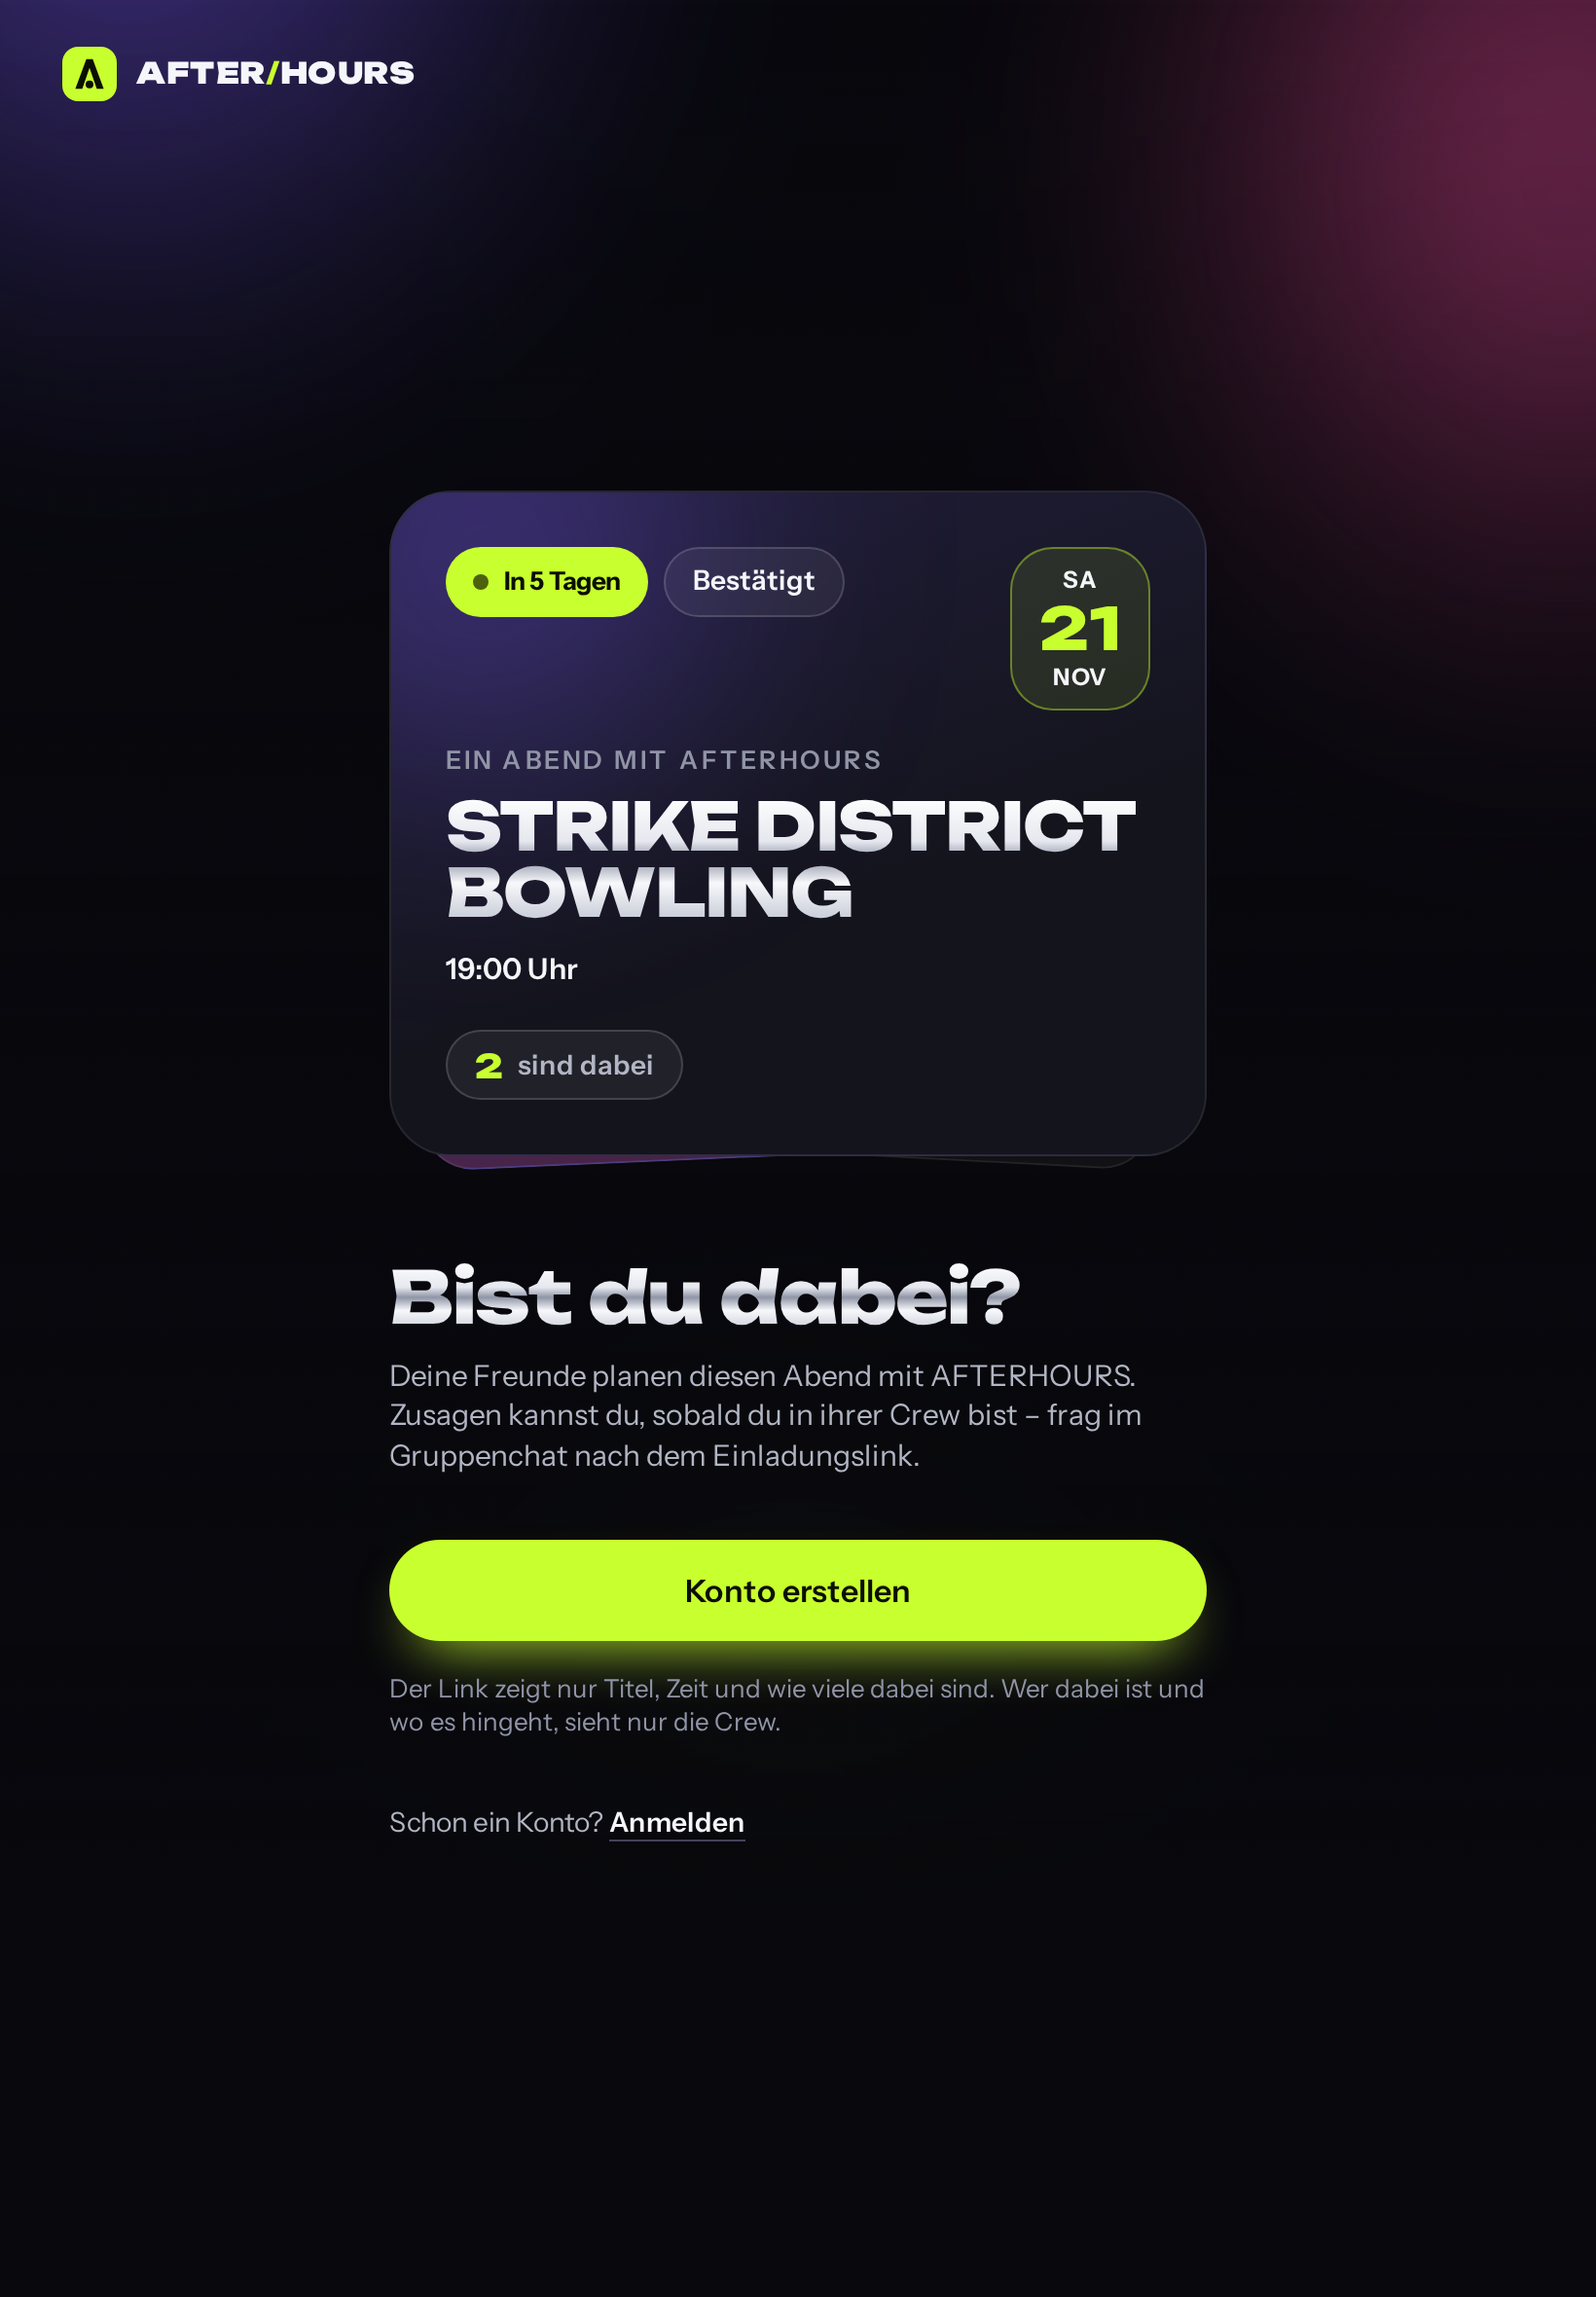 AFTER/HOURS
In 5 Tagen
Bestätigt
SA
21
NOV
EIN ABEND MIT AFTERHOURS
STRIKE DISTRICT
BOWLING
19:00 Uhr
2 sind dabei
Bist du dabei?
Deine Freunde planen diesen Abend mit AFTERHOURS.
Zusagen kannst du, sobald du in ihrer Crew bist – frag im
Gruppenchat nach dem Einladungslink.
Konto erstellen
Der Link zeigt nur Titel, Zeit und wie viele dabei sind. Wer dabei ist und
wo es hingeht, sieht nur die Crew.
Schon ein Konto? Anmelden